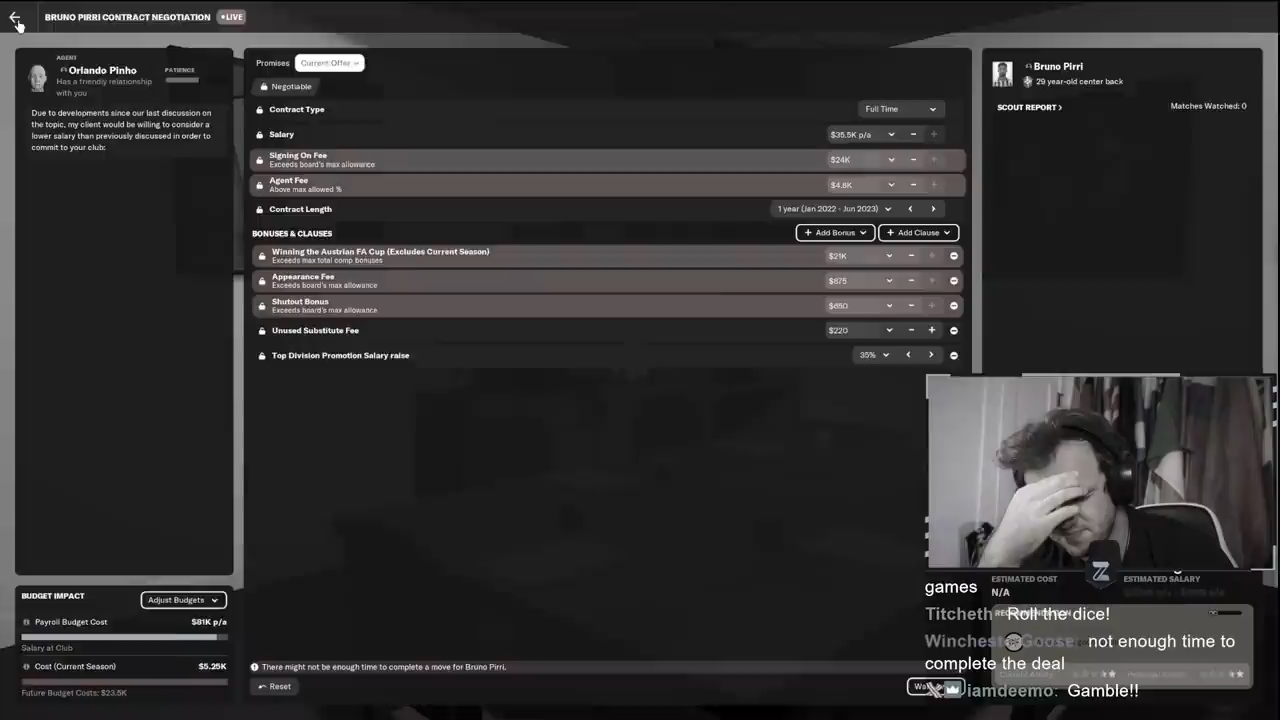 BRUNO PIRRI CONTRACT NEGOTIATION
LIVE
AGENT
Orlando Pinho
Has a friendly relationship
with you
PATIENCE
Due to developments since our last discussion on
the topic, my client would be willing to consider a
lower salary than previously discussed in order to
commit to your club:
Promises
Current Offer
Negotiable
Contract Type
Full Time
Salary
$35.5K p/a
Signing On Fee
Exceeds board's max allowance
$24K
Agent Fee
Above max allowed %
$4.8K
Contract Length
1 year (Jan 2022 - Jun 2023)
BONUSES & CLAUSES
+ Add Bonus
+ Add Clause
Winning the Austrian FA Cup (Excludes Current Season)
Exceeds max total comp bonuses
$21K
Appearance Fee
Exceeds board's max allowance
$875
Shutout Bonus
Exceeds board's max allowance
$650
Unused Substitute Fee
$220
Top Division Promotion Salary raise
35%
Bruno Pirri
29 year-old center back
SCOUT REPORT >
Matches Watched: 0
BUDGET IMPACT
Adjust Budgets
Payroll Budget Cost
$81K p/a
Salary at Club
Cost (Current Season)
$5.25K
Future Budget Costs: $23.5K
There might not be enough time to complete a move for Bruno Pirri.
Reset
ESTIMATED COST
N/A
ESTIMATED SALARY
games
Titcheth: Roll the dice!
WinchesterGoose: not enough time to
complete the deal
iamdeemo: Gamble!!